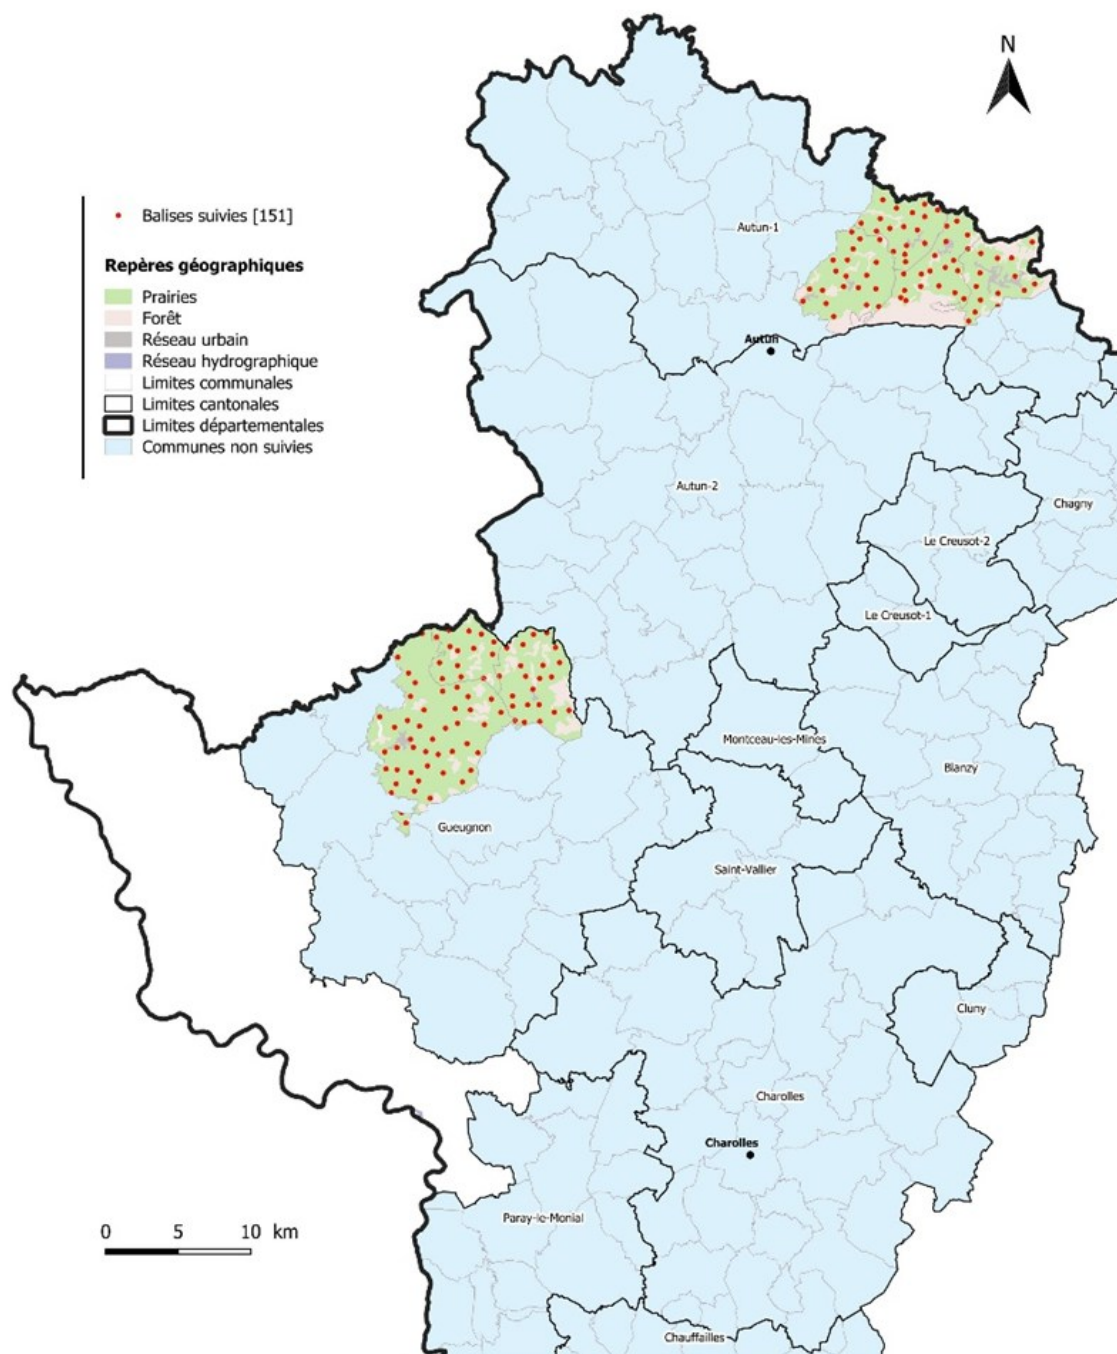 N
Balises suivies [151]
Repères géographiques
Prairies
Forêt
Réseau urbain
Réseau hydrographique
Limites communales
Limites cantonales
Limites départementales
Communes non suivies
Autun-1
Autun
Autun-2
Chagny
Le Creusot-2
Le Creusot-1
Montceau-les-Mines
Blanzy
Gueugnon
Saint-Vallier
Cluny
Charolles
Charolles
Paray-le-Monial
0 5 10 km
Chauffailles